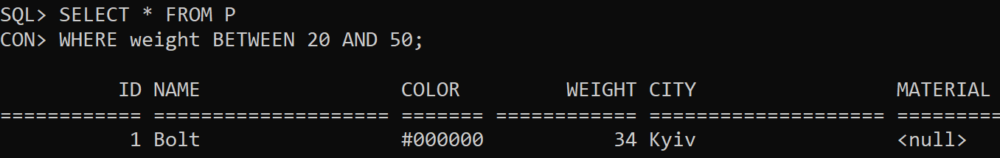 SQL> SELECT * FROM P
CON> WHERE weight BETWEEN 20 AND 50;
ID NAME COLOR WEIGHT CITY MATERIAL
============ ==================== ======= ============ ==================== =========
1 Bolt #000000 34 Kyiv <null>